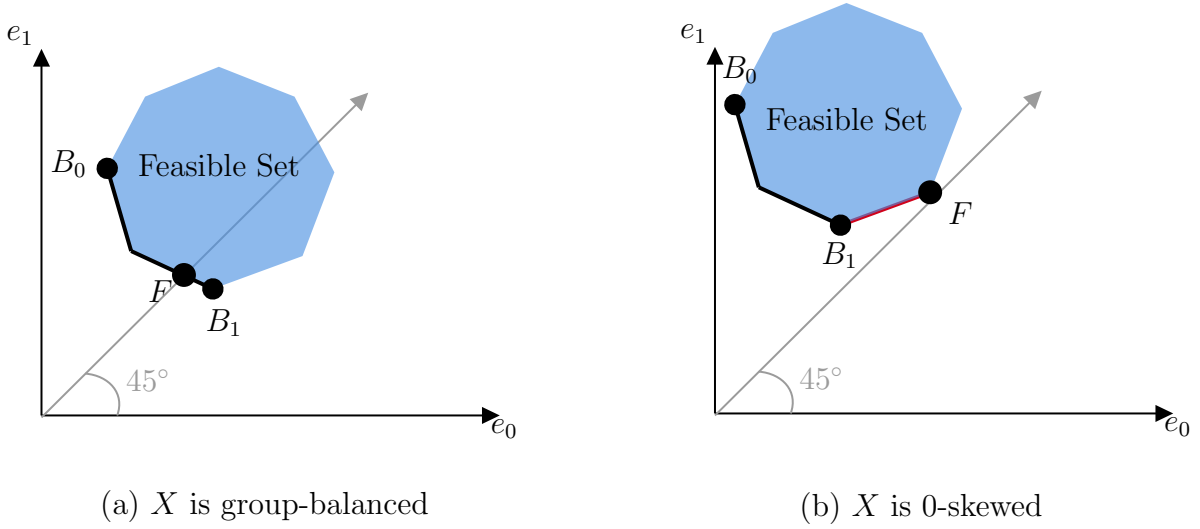 e₁
B₀
Feasible Set
F
B₁
45°
e₀
(a) X is group-balanced
e₁
B₀
Feasible Set
F
B₁
45°
e₀
(b) X is 0-skewed